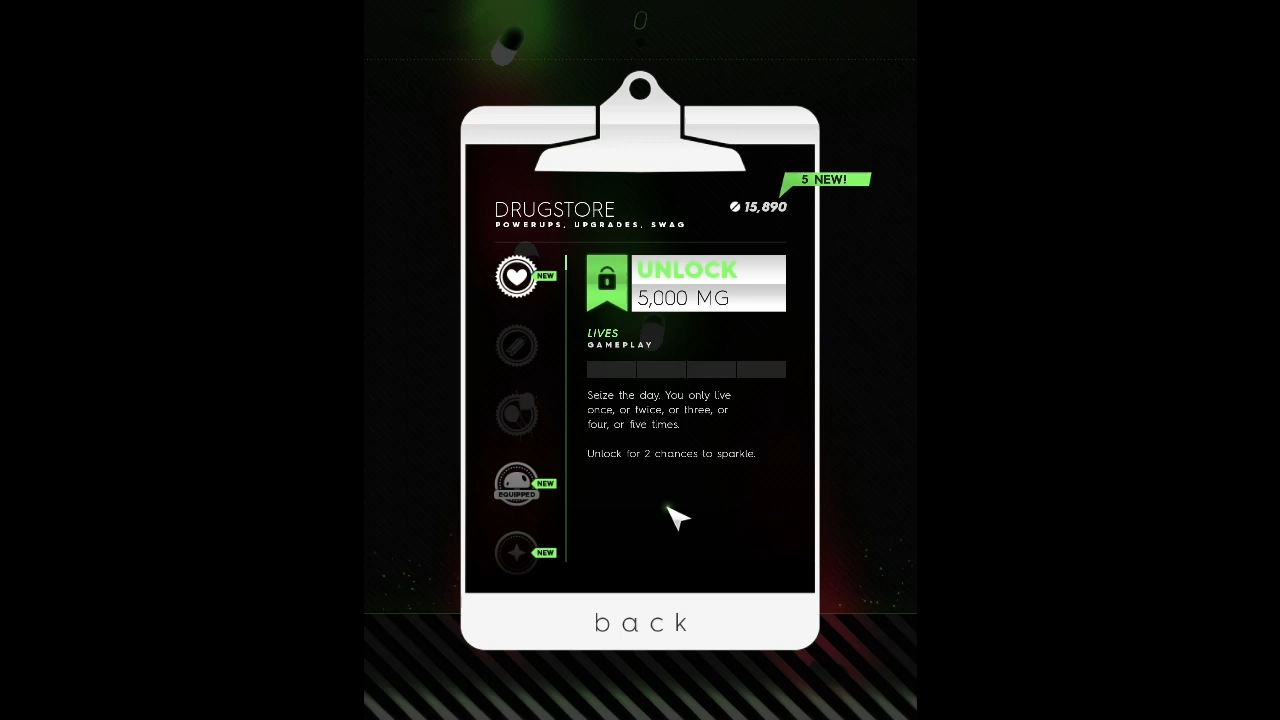 0
5 NEW!
DRUGSTORE
15,890
POWERUPS, UPGRADES, SWAG
NEW
UNLOCK
5,000 MG
LIVES
GAMEPLAY
Seize the day. You only live
once, or twice, or three, or
four, or five times.
Unlock for 2 chances to sparkle.
NEW
EQUIPPED
NEW
back